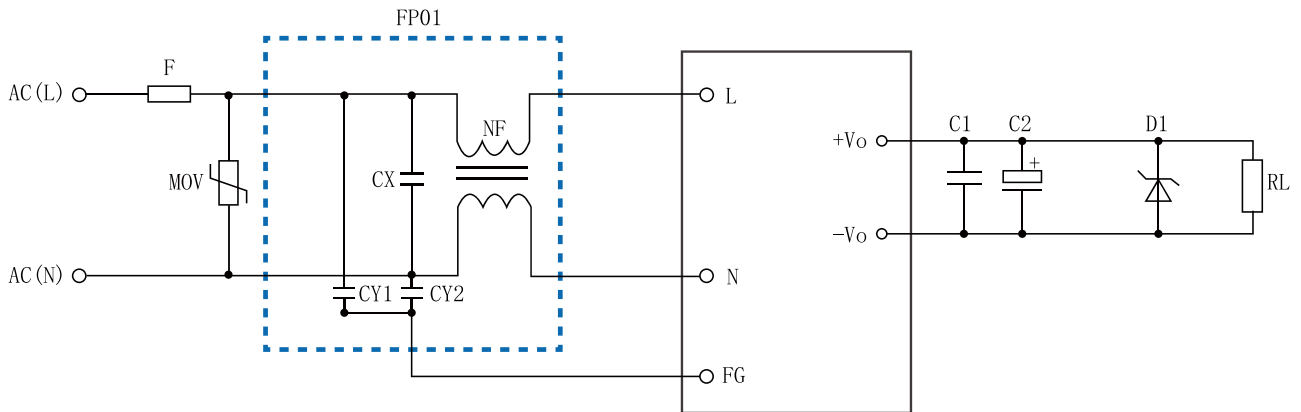 FP01
F
AC(L)
L
NF
C1
C2
D1
+Vo
+
MOV
CX
RL
-Vo
AC(N)
N
CY1
CY2
FG